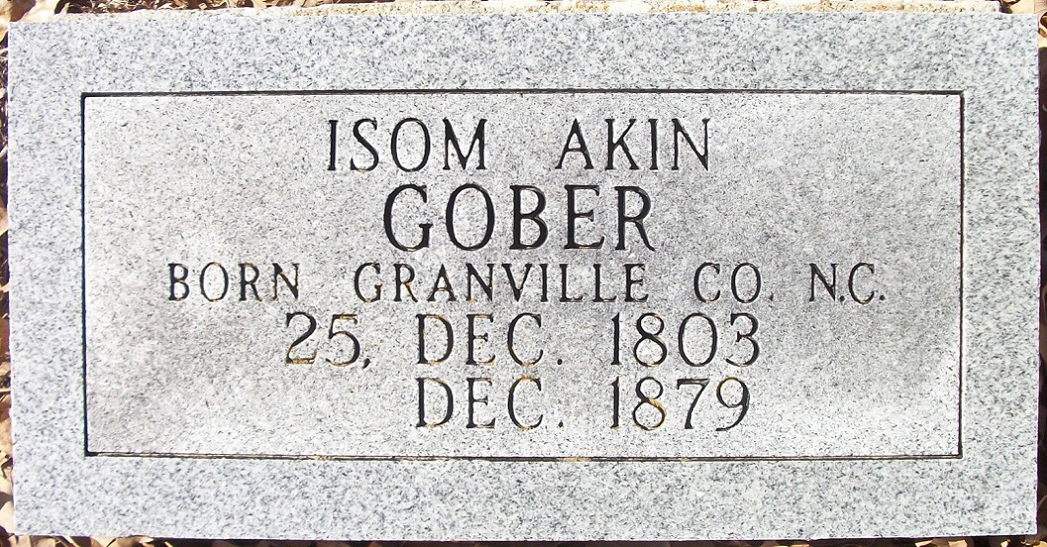 ISOM AKIN
GOBER
BORN GRANVILLE CO. N.C.
25, DEC. 1803
DEC. 1879